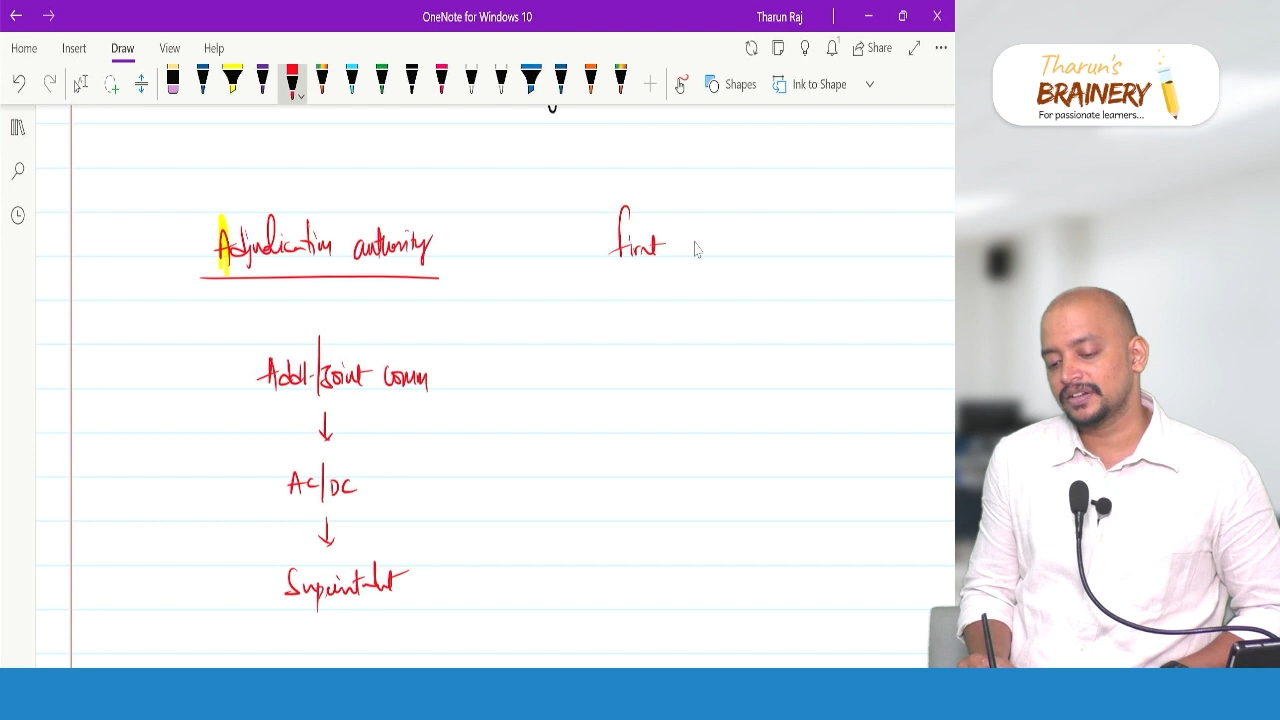 OneNote for Windows 10
Tharun Raj
Home Insert Draw View Help
Share
Shapes
Ink to Shape
Tharun's
BRAINERY
For passionate learners...
Adjudication authority
first
Addl./Joint comm
AC/DC